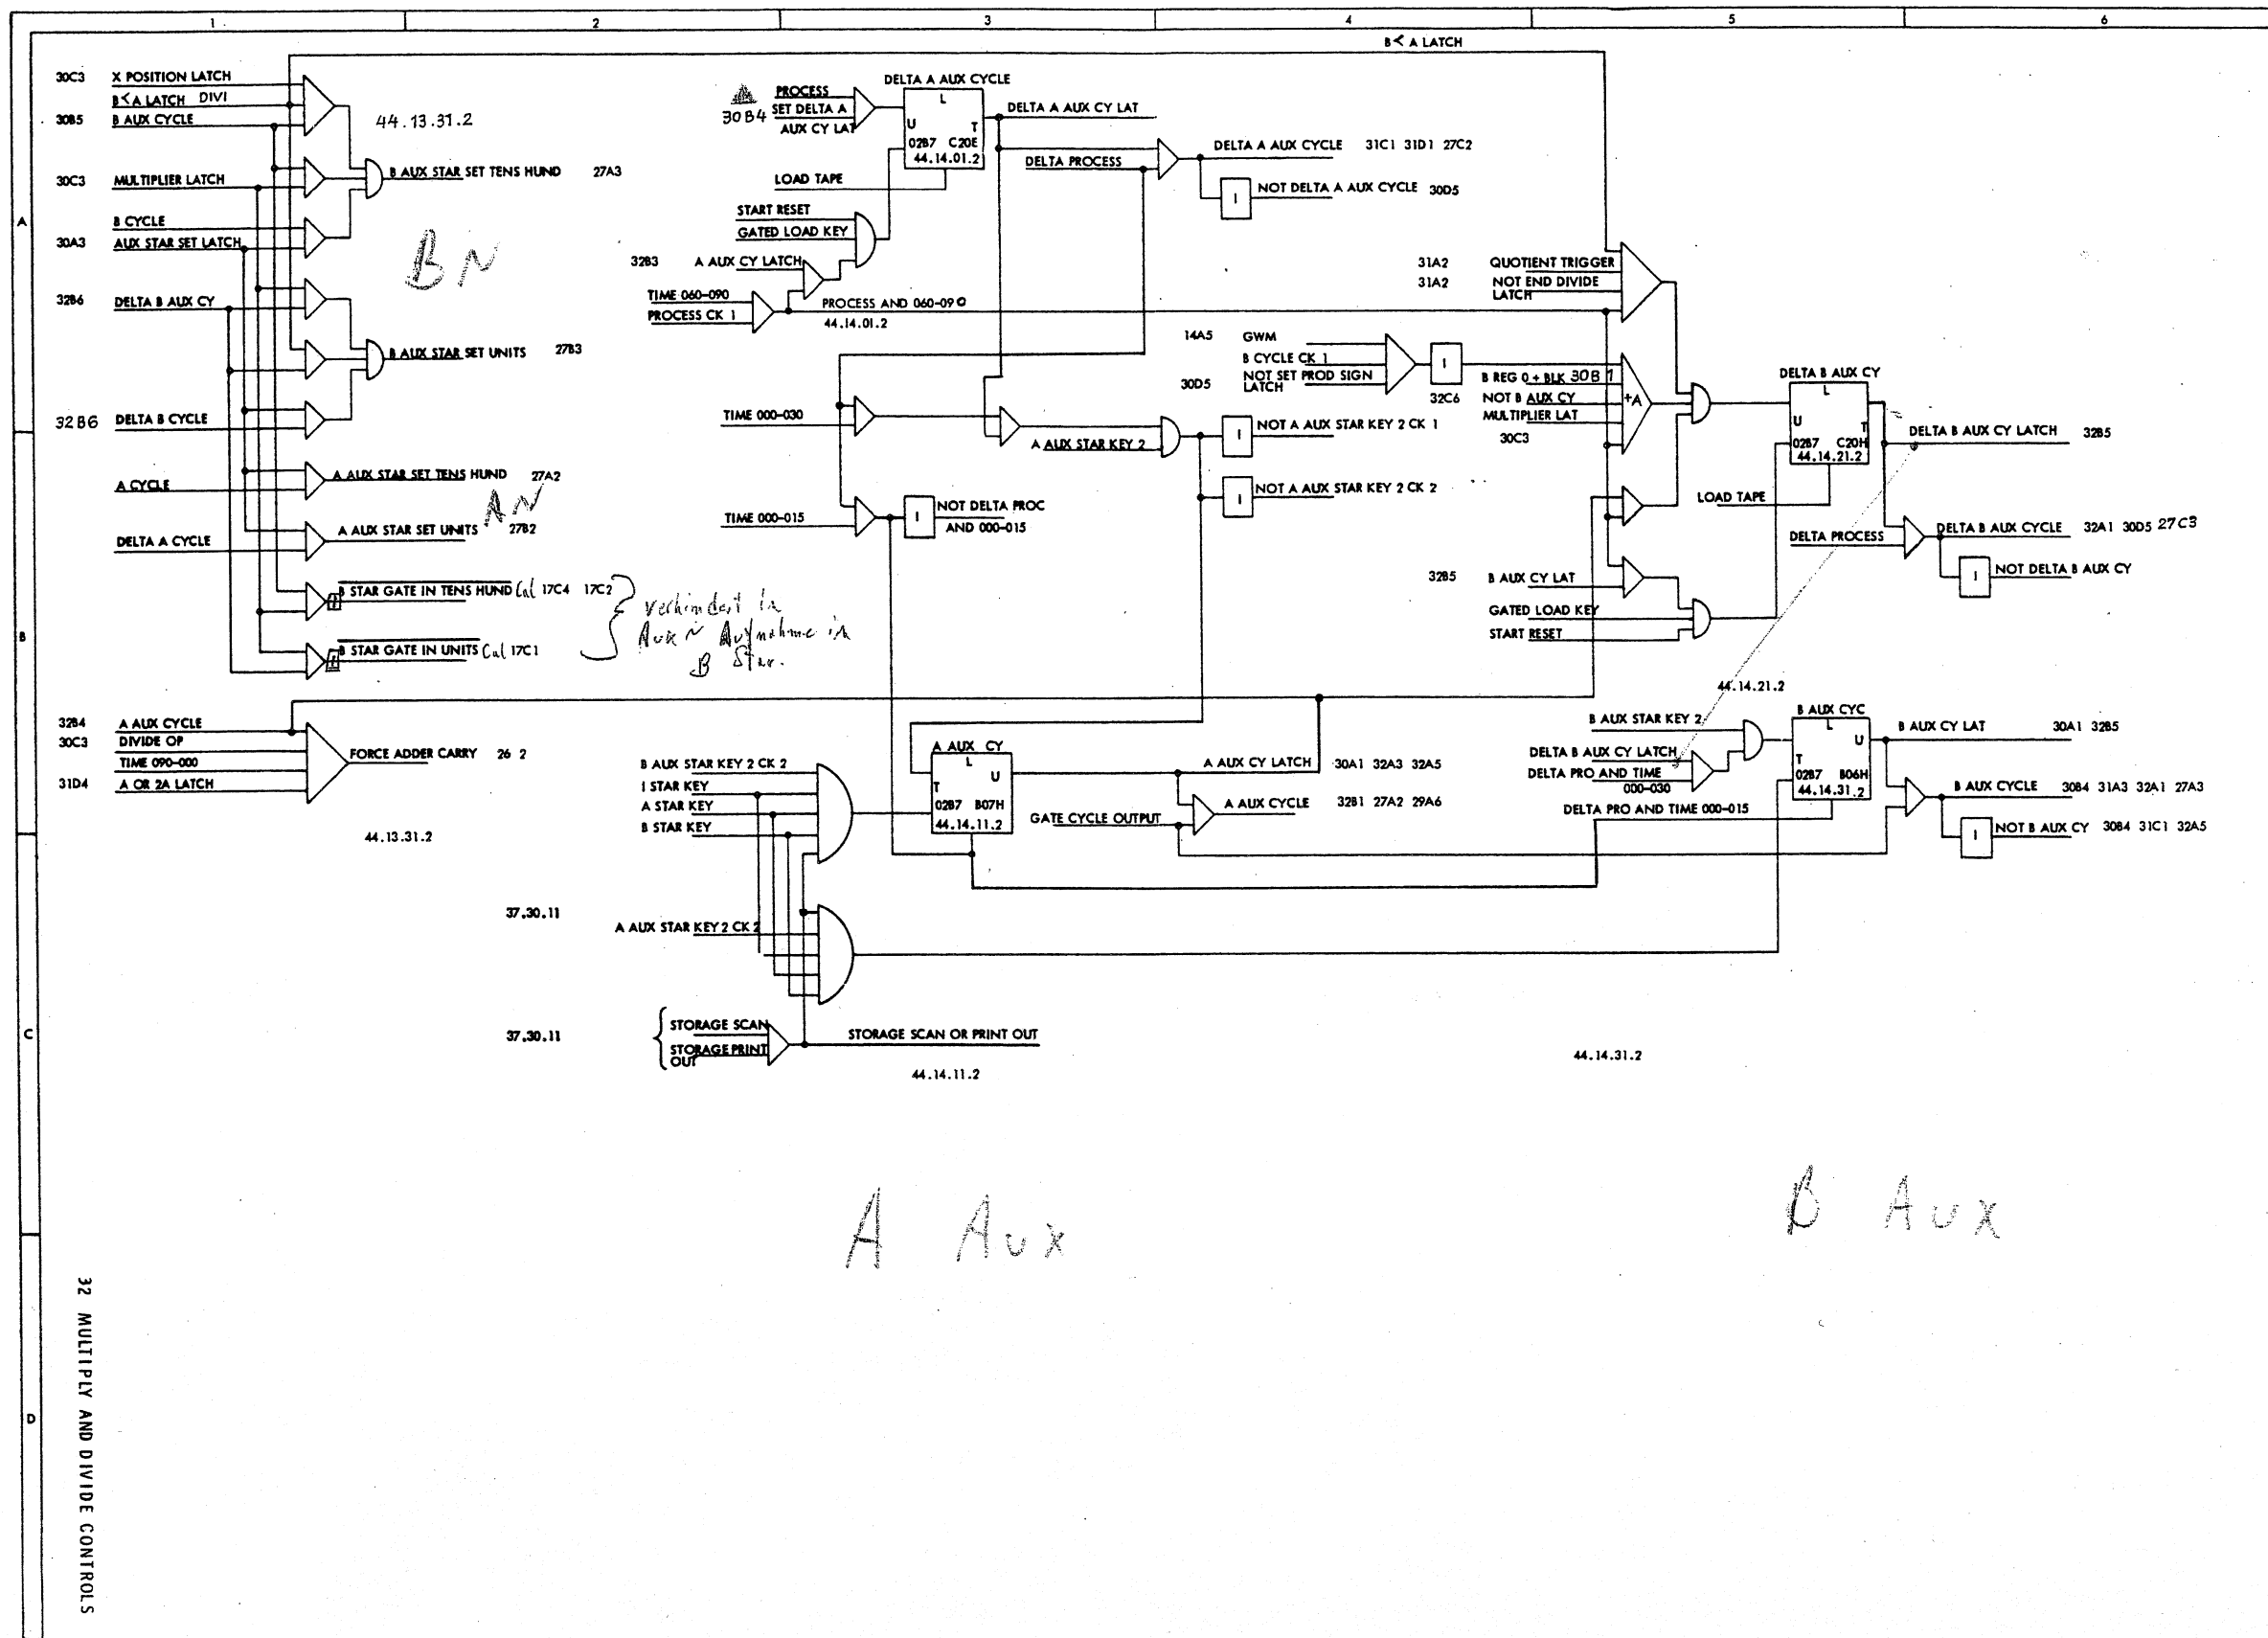 1 2 3 4 5 6
B < A LATCH
30C3 X POSITION LATCH
B < A LATCH DIVI
30B5 B AUX CYCLE
44.13.31.2
30C3 MULTIPLIER LATCH
B AUX STAR SET TENS HUND 27A3
B CYCLE
30A3 AUX STAR SET LATCH
A
B N
32B6 DELTA B AUX CY
B AUX STAR SET UNITS 27B3
32B6 DELTA B CYCLE
A AUX STAR SET TENS HUND 27A2
A CYCLE
A N
A AUX STAR SET UNITS 27B2
DELTA A CYCLE
B STAR GATE IN TENS HUND 17C4 17C2
B STAR GATE IN UNITS 17C1
in
Aux N in
B Star.
B
32B4 A AUX CYCLE
30C3 DIVIDE OP
FORCE ADDER CARRY 26 2
TIME 090-000
31D4 A OR 2A LATCH
44.13.31.2
DELTA A AUX CYCLE
PROCESS
30B4 SET DELTA A
AUX CY LAT
L
U T
02B7 C20E
44.14.01.2
DELTA A AUX CY LAT
DELTA A AUX CYCLE 31C1 31D1 27C2
DELTA PROCESS
I NOT DELTA A AUX CYCLE 30D5
LOAD TAPE
START RESET
GATED LOAD KEY
32B3 A AUX CY LATCH
TIME 060-090
PROCESS AND 060-090
PROCESS CK 1
44.14.01.2
TIME 000-030
A AUX STAR KEY 2
I NOT A AUX STAR KEY 2 CK 1
I NOT A AUX STAR KEY 2 CK 2
TIME 000-015
I NOT DELTA PROC
AND 000-015
31A2 QUOTIENT TRIGGER
31A2 NOT END DIVIDE
LATCH
14A5 GWM
B CYCLE CK 1
30D5 NOT SET PROD SIGN
LATCH
I
32C6
B REG 0 + BLK 30B1
NOT B AUX CY
MULTIPLIER LAT
30C3
+A
DELTA B AUX CY
L
U T
02B7 C20H
44.14.21.2
DELTA B AUX CY LATCH 32B5
LOAD TAPE
DELTA B AUX CYCLE 32A1 30D5 27C3
DELTA PROCESS
I NOT DELTA B AUX CY
32B5 B AUX CY LAT
GATED LOAD KEY
START RESET
44.14.21.2
B AUX STAR KEY 2 CK 2
I STAR KEY
A STAR KEY
B STAR KEY
A AUX CY
L
U
T
02B7 B07H
44.14.11.2
A AUX CY LATCH 30A1 32A3 32A5
A AUX CYCLE 32B1 27A2 29A6
GATE CYCLE OUTPUT
B AUX STAR KEY 2
DELTA B AUX CY LATCH
DELTA PRO AND TIME
000-030
DELTA PRO AND TIME 000-015
B AUX CYC
L
U
T
02B7 B06H
44.14.31.2
B AUX CY LAT 30A1 32B5
B AUX CYCLE 30B4 31A3 32A1 27A3
I NOT B AUX CY 30B4 31C1 32A5
37.30.11
A AUX STAR KEY 2 CK 2
C
37.30.11 STORAGE SCAN
STORAGE PRINT
OUT
STORAGE SCAN OR PRINT OUT
44.14.11.2
44.14.31.2
A Aux
B Aux
D
32 MULTIPLY AND DIVIDE CONTROLS